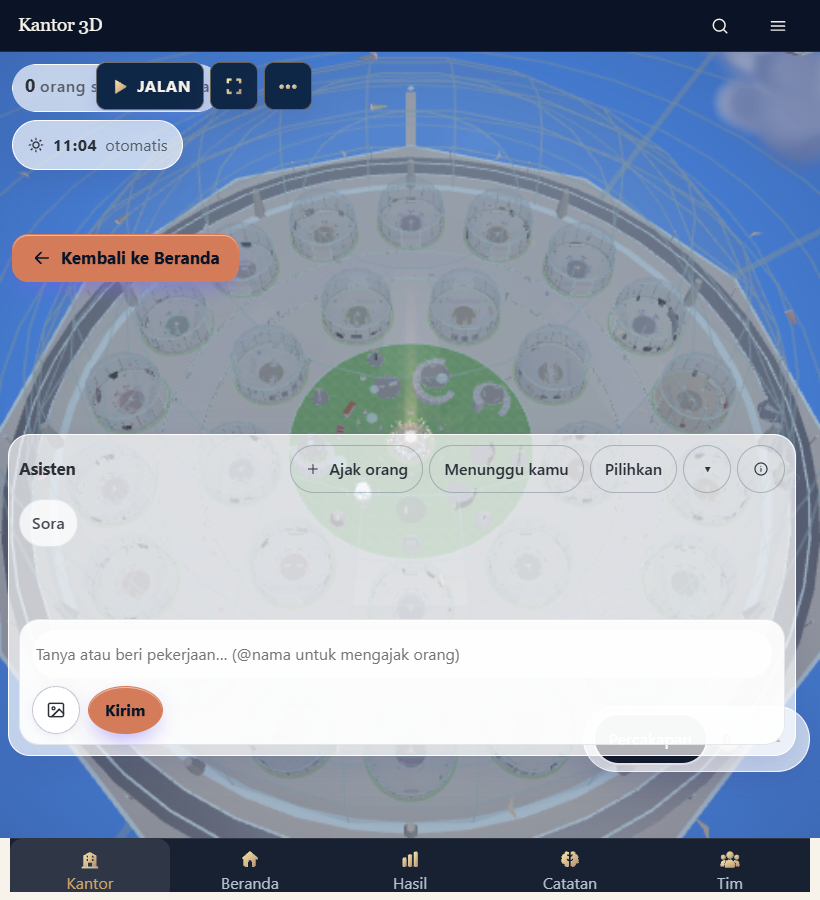 Kantor 3D
0 orang
JALAN
11:04 otomatis
Kembali ke Beranda
Asisten
Ajak orang
Menunggu kamu
Pilihkan
Sora
Tanya atau beri pekerjaan... (@nama untuk mengajak orang)
Kirim
Percakapan
Kantor
Beranda
Hasil
Catatan
Tim